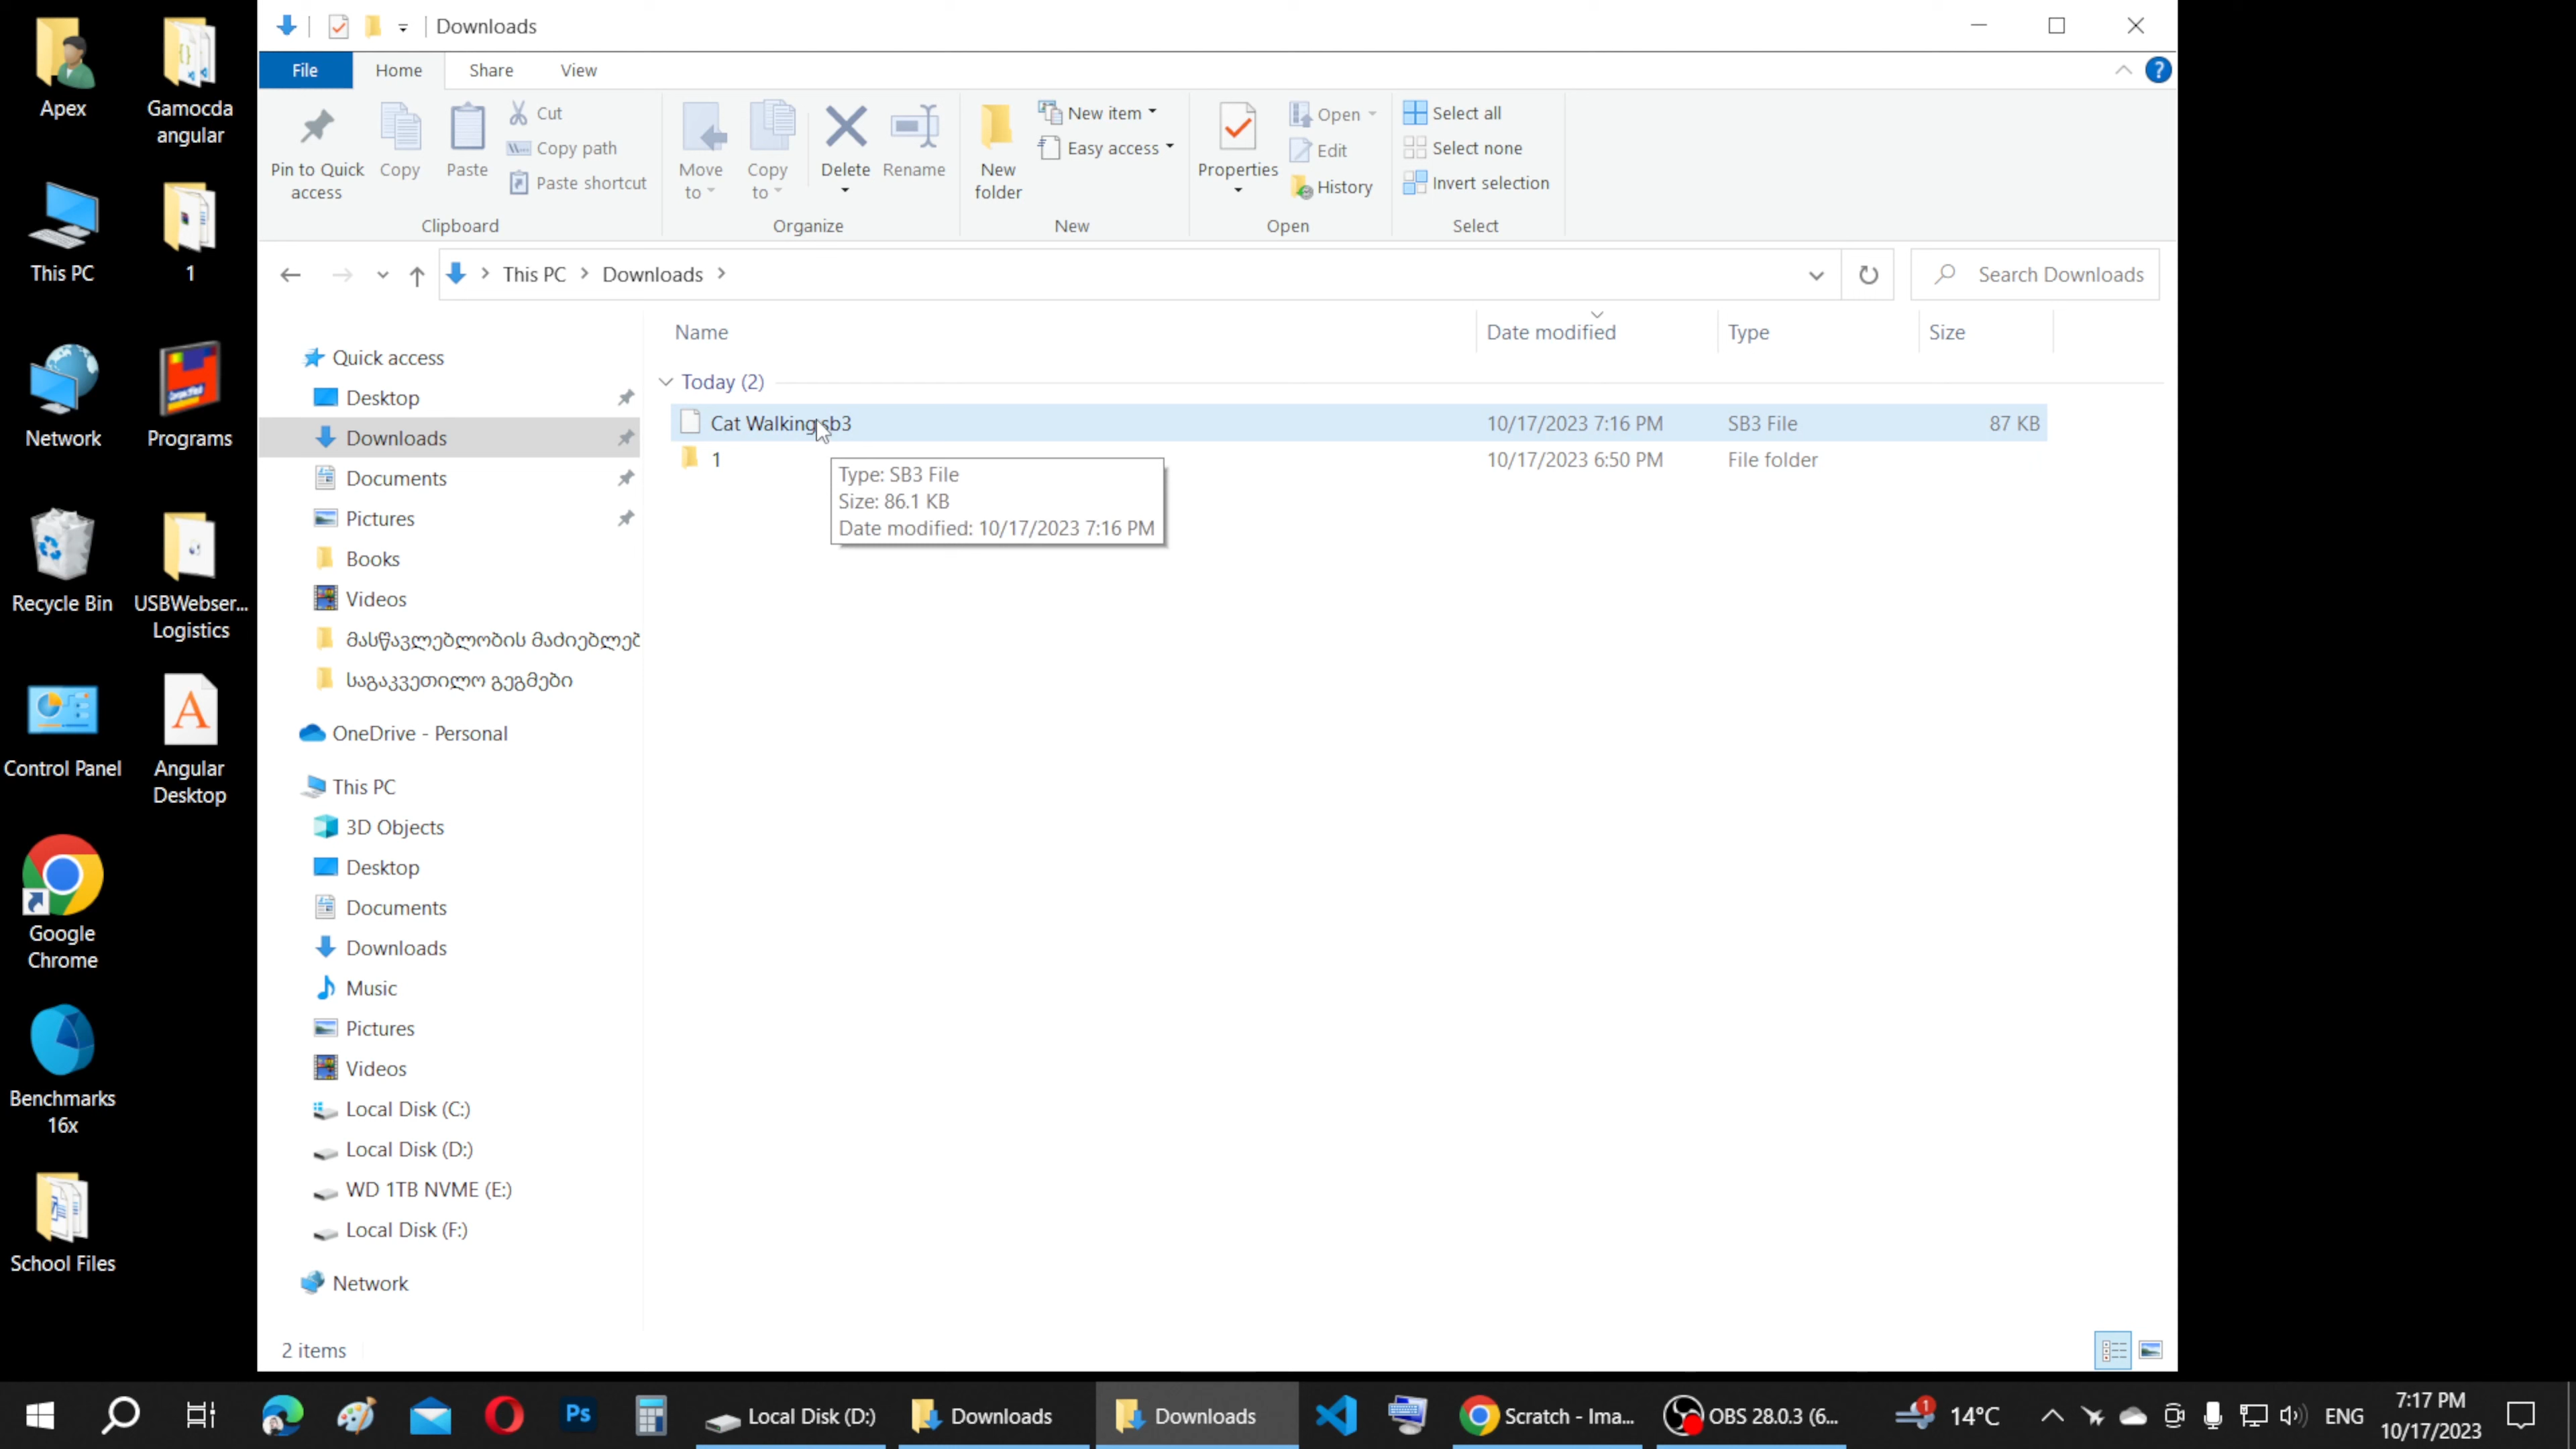 Downloads
File
Home
Share
View
Pin to Quick access
Copy
Paste
Cut
Copy path
Paste shortcut
Clipboard
Move to
Copy to
Delete
Rename
Organize
New folder
New item
Easy access
New
Properties
Open
Edit
History
Open
Select all
Select none
Invert selection
Select
This PC
Downloads
Search Downloads
Name
Date modified
Type
Size
Today (2)
Cat Walking.sb3
10/17/2023 7:16 PM
SB3 File
87 KB
1
10/17/2023 6:50 PM
File folder
Type: SB3 File
Size: 86.1 KB
Date modified: 10/17/2023 7:16 PM
Quick access
Desktop
Downloads
Documents
Pictures
Books
Videos
მასწავლებლობის მაძიებლებ
საგაკვეთილო გეგმები
OneDrive - Personal
This PC
3D Objects
Desktop
Documents
Downloads
Music
Pictures
Videos
Local Disk (C:)
Local Disk (D:)
WD 1TB NVME (E:)
Local Disk (F:)
Network
2 items
Apex
Gamocda angular
This PC
1
Network
Programs
Recycle Bin
USBWebser... Logistics
Control Panel
Angular Desktop
Google Chrome
Benchmarks 16x
School Files
Ps
Local Disk (D:)
Downloads
Downloads
Scratch - Ima...
OBS 28.0.3 (6...
1
14°C
ENG
7:17 PM
10/17/2023